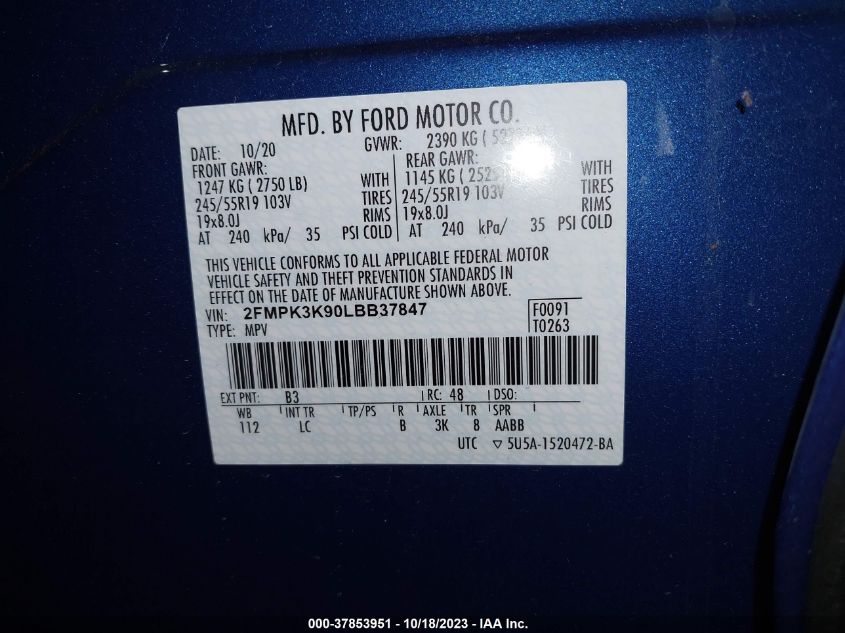 MFD. BY FORD MOTOR CO.
DATE: 10/20 GVWR: 2390 KG (
FRONT GAWR: REAR GAWR:
1247 KG ( 2750 LB) WITH 1145 KG ( WITH
245/55R19 103V TIRES 245/55R19 103V TIRES
19x8.0J RIMS 19x8.0J RIMS
AT 240 kPa/ 35 PSI COLD AT 240 kPa/ 35 PSI COLD
THIS VEHICLE CONFORMS TO ALL APPLICABLE FEDERAL MOTOR
VEHICLE SAFETY AND THEFT PREVENTION STANDARDS IN
EFFECT ON THE DATE OF MANUFACTURE SHOWN ABOVE.
VIN: 2FMPK3K90LBB37847 F0091
TYPE: MPV T0263
EXT PNT: B3 RC: 48 DSO:
WB INT TR TP/PS R AXLE TR SPR
112 LC B 3K 8 AABB
UTC ▽ 5U5A-1520472-BA
000-37853951 - 10/18/2023 - IAA Inc.